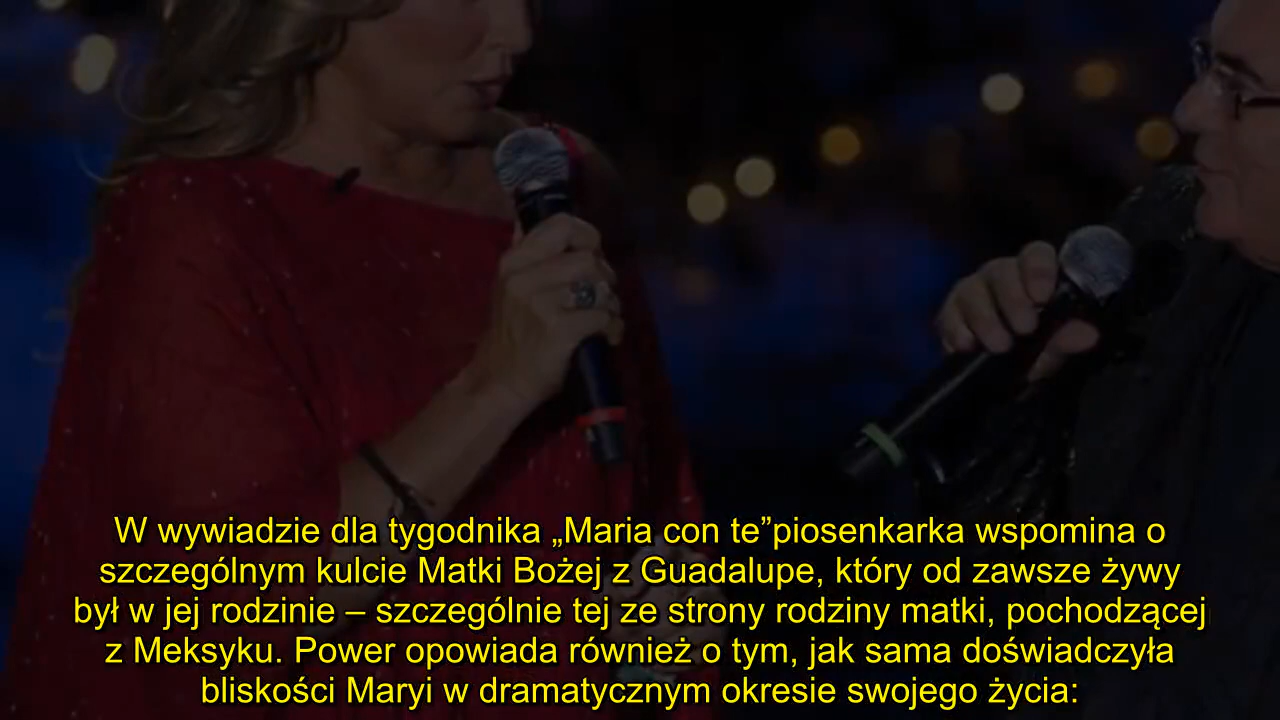 W wywiadzie dla tygodnika „Maria con te”piosenkarka wspomina o
szczególnym kulcie Matki Bożej z Guadalupe, który od zawsze żywy
był w jej rodzinie – szczególnie tej ze strony rodziny matki, pochodzącej
z Meksyku. Power opowiada również o tym, jak sama doświadczyła
bliskości Maryi w dramatycznym okresie swojego życia: